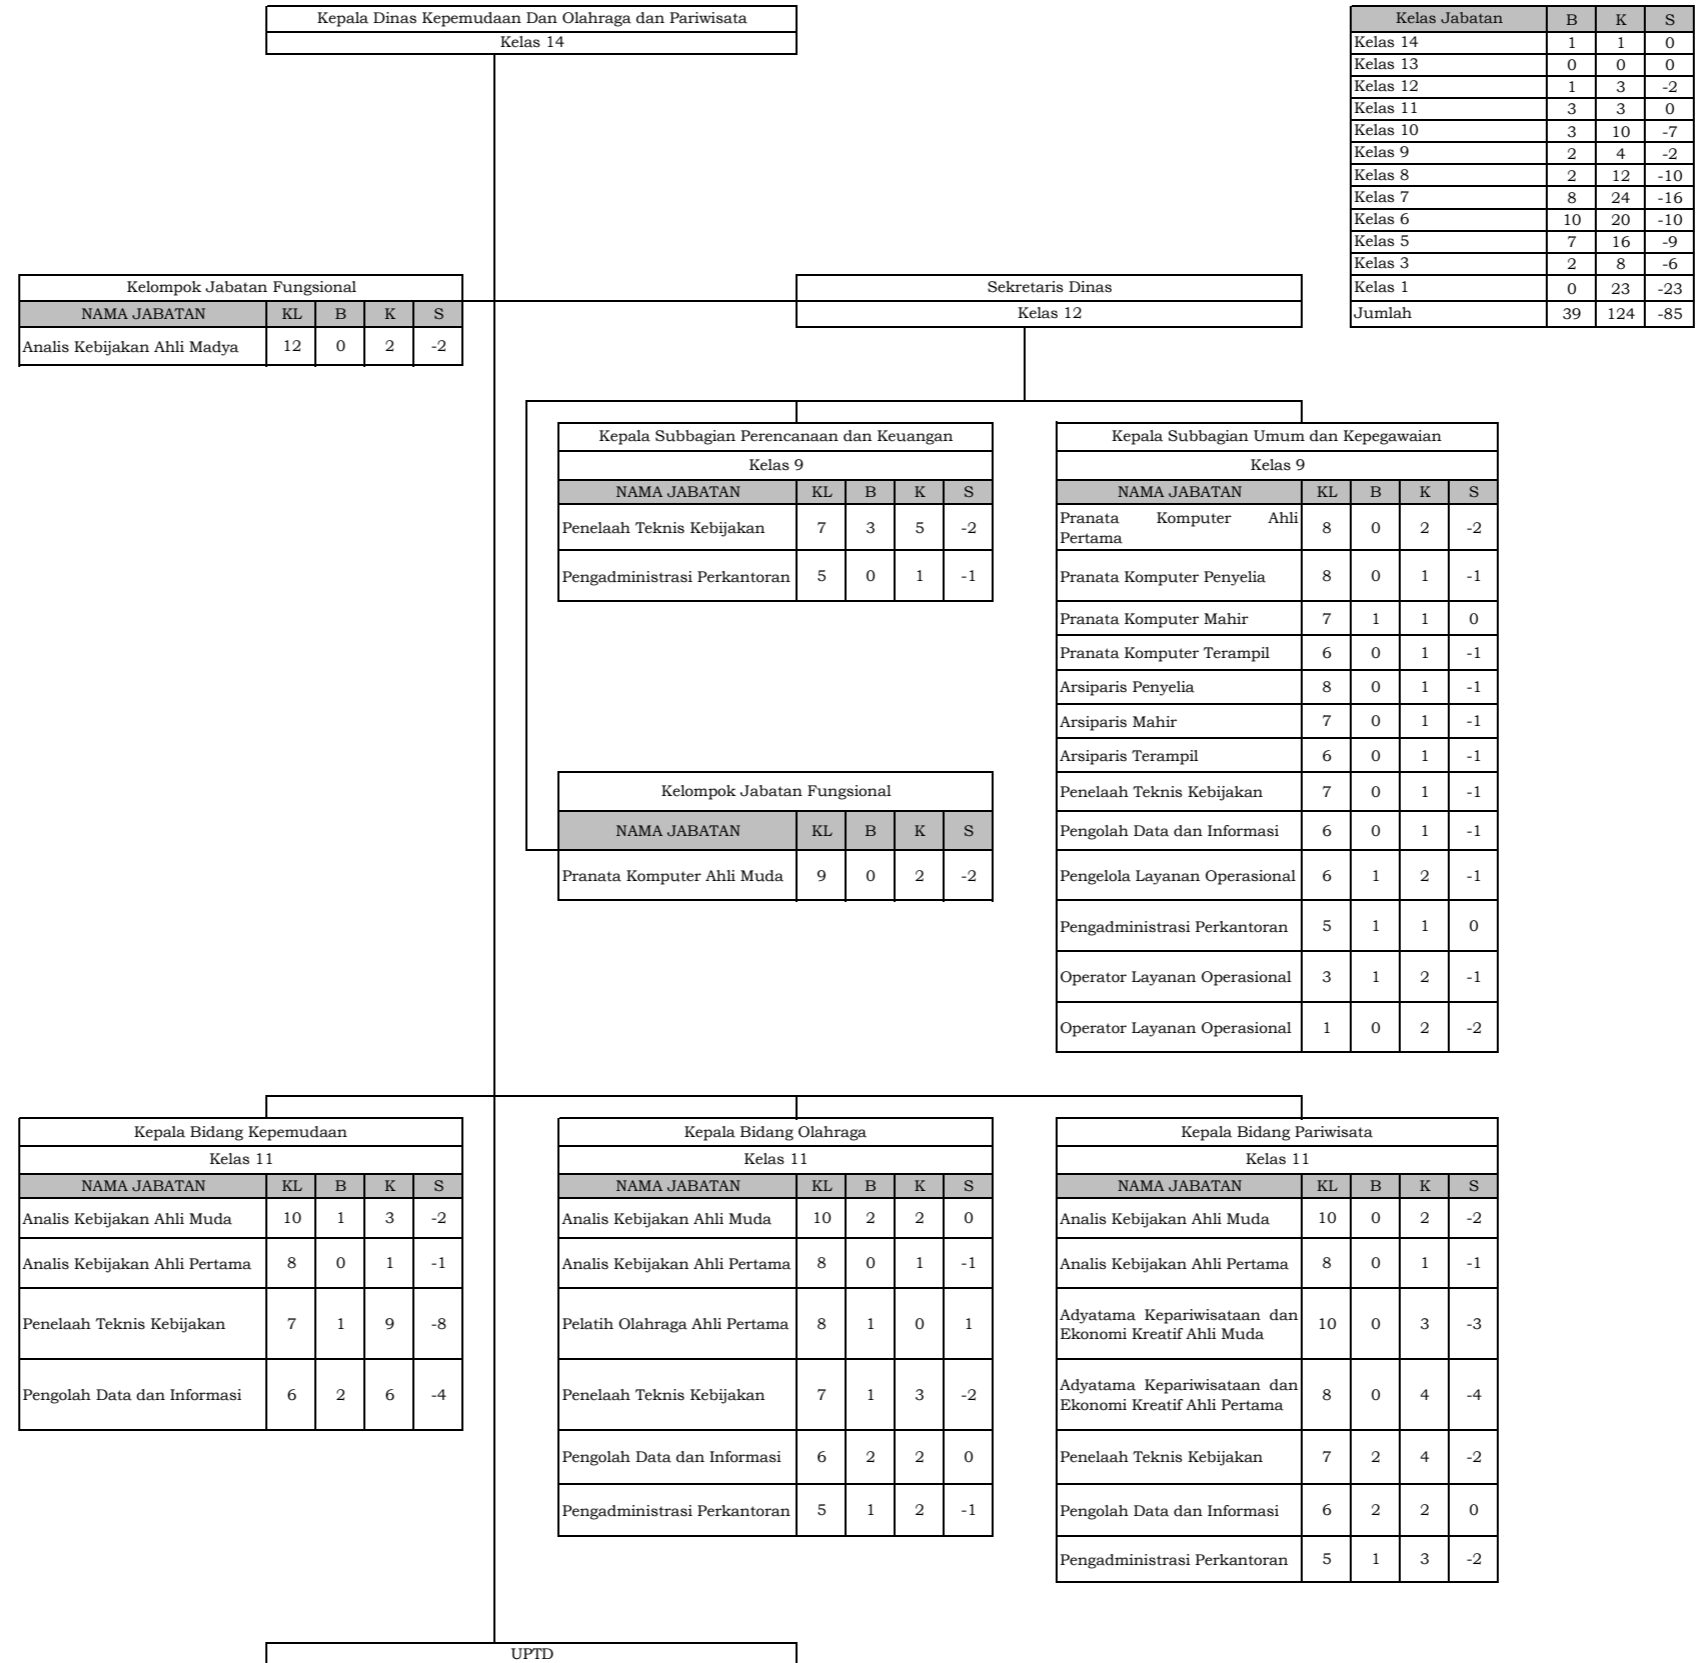 Kepala Dinas Kepemudaan Dan Olahraga dan Pariwisata
Kelas 14
Kelas Jabatan B K S
Kelas 14 1 1 0
Kelas 13 0 0 0
Kelas 12 1 3 -2
Kelas 11 3 3 0
Kelas 10 3 10 -7
Kelas 9 2 4 -2
Kelas 8 2 12 -10
Kelas 7 8 24 -16
Kelas 6 10 20 -10
Kelas 5 7 16 -9
Kelas 3 2 8 -6
Kelas 1 0 23 -23
Jumlah 39 124 -85
Kelompok Jabatan Fungsional
NAMA JABATAN KL B K S
Analis Kebijakan Ahli Madya 12 0 2 -2
Sekretaris Dinas
Kelas 12
Kepala Subbagian Perencanaan dan Keuangan
Kelas 9
NAMA JABATAN KL B K S
Penelaah Teknis Kebijakan 7 3 5 -2
Pengadministrasi Perkantoran 5 0 1 -1
Kelompok Jabatan Fungsional
NAMA JABATAN KL B K S
Pranata Komputer Ahli Muda 9 0 2 -2
Kepala Subbagian Umum dan Kepegawaian
Kelas 9
NAMA JABATAN KL B K S
Pranata Komputer Ahli
Pertama 8 0 2 -2
Pranata Komputer Penyelia 8 0 1 -1
Pranata Komputer Mahir 7 1 1 0
Pranata Komputer Terampil 6 0 1 -1
Arsiparis Penyelia 8 0 1 -1
Arsiparis Mahir 7 0 1 -1
Arsiparis Terampil 6 0 1 -1
Penelaah Teknis Kebijakan 7 0 1 -1
Pengolah Data dan Informasi 6 0 1 -1
Pengelola Layanan Operasional 6 1 2 -1
Pengadministrasi Perkantoran 5 1 1 0
Operator Layanan Operasional 3 1 2 -1
Operator Layanan Operasional 1 0 2 -2
Kepala Bidang Kepemudaan
Kelas 11
NAMA JABATAN KL B K S
Analis Kebijakan Ahli Muda 10 1 3 -2
Analis Kebijakan Ahli Pertama 8 0 1 -1
Penelaah Teknis Kebijakan 7 1 9 -8
Pengolah Data dan Informasi 6 2 6 -4
Kepala Bidang Olahraga
Kelas 11
NAMA JABATAN KL B K S
Analis Kebijakan Ahli Muda 10 2 2 0
Analis Kebijakan Ahli Pertama 8 0 1 -1
Pelatih Olahraga Ahli Pertama 8 1 0 1
Penelaah Teknis Kebijakan 7 1 3 -2
Pengolah Data dan Informasi 6 2 2 0
Pengadministrasi Perkantoran 5 1 2 -1
Kepala Bidang Pariwisata
Kelas 11
NAMA JABATAN KL B K S
Analis Kebijakan Ahli Muda 10 0 2 -2
Analis Kebijakan Ahli Pertama 8 0 1 -1
Adyatama Kepariwisataan dan
Ekonomi Kreatif Ahli Muda 10 0 3 -3
Adyatama Kepariwisataan dan
Ekonomi Kreatif Ahli Pertama 8 0 4 -4
Penelaah Teknis Kebijakan 7 2 4 -2
Pengolah Data dan Informasi 6 2 2 0
Pengadministrasi Perkantoran 5 1 3 -2
UPTD